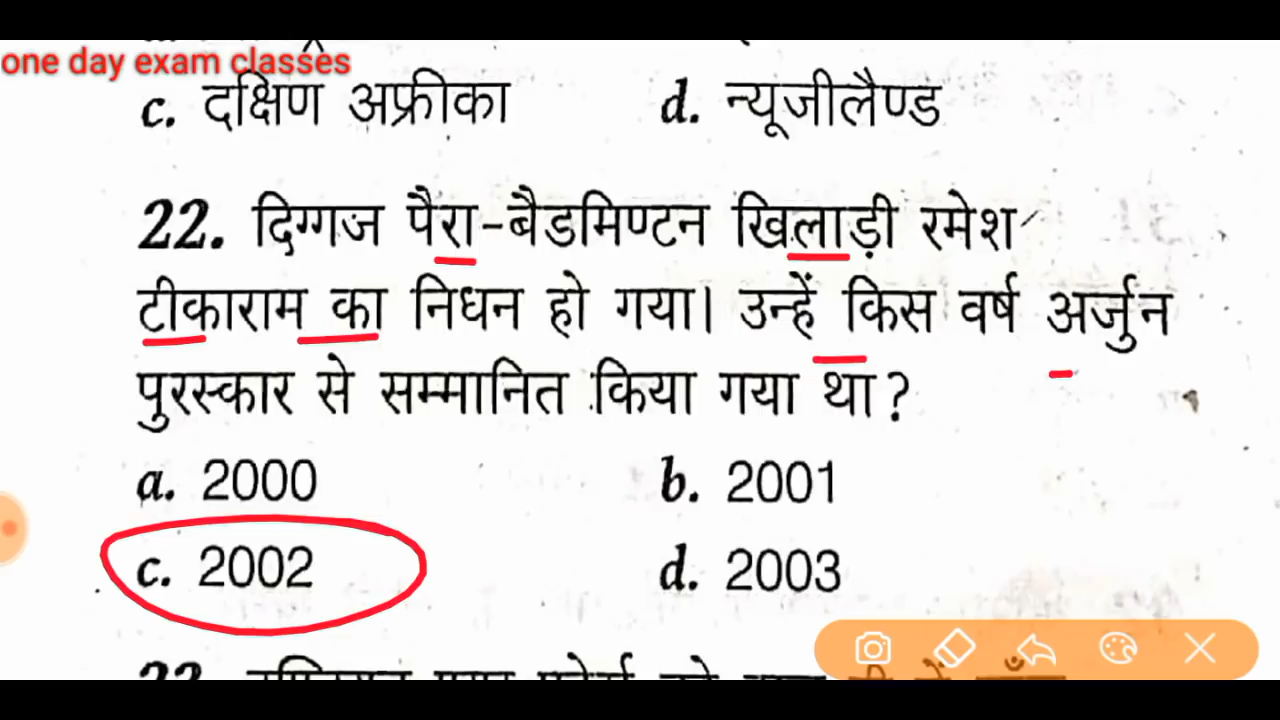 one day exam classes
c. दक्षिण अफ्रीका d. न्यूजीलैण्ड
22. दिग्गज पैरा-बैडमिण्टन खिलाड़ी रमेश
टीकाराम का निधन हो गया। उन्हें किस वर्ष अर्जुन
पुरस्कार से सम्मानित किया गया था?
a. 2000 b. 2001
c. 2002 d. 2003